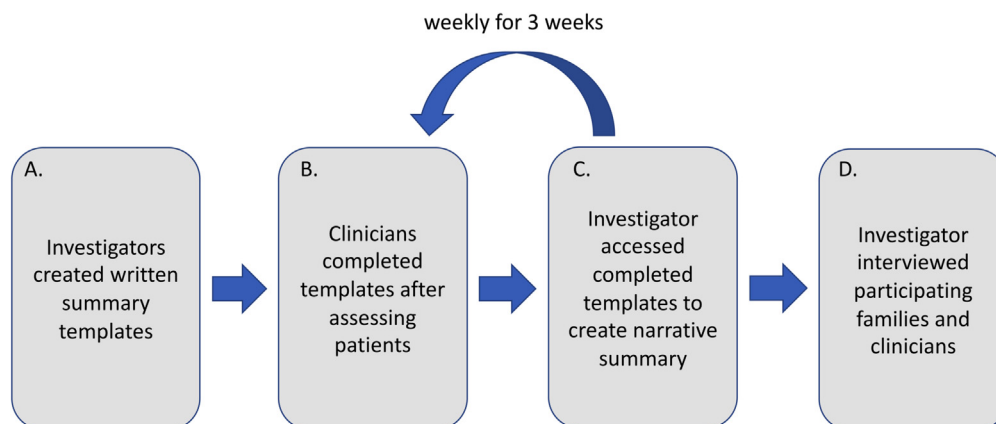 weekly for 3 weeks
A.
Investigators
created written
summary
templates
B.
Clinicians
completed
templates after
assessing
patients
C.
Investigator
accessed
completed
templates to
create narrative
summary
D.
Investigator
interviewed
participating
families and
clinicians